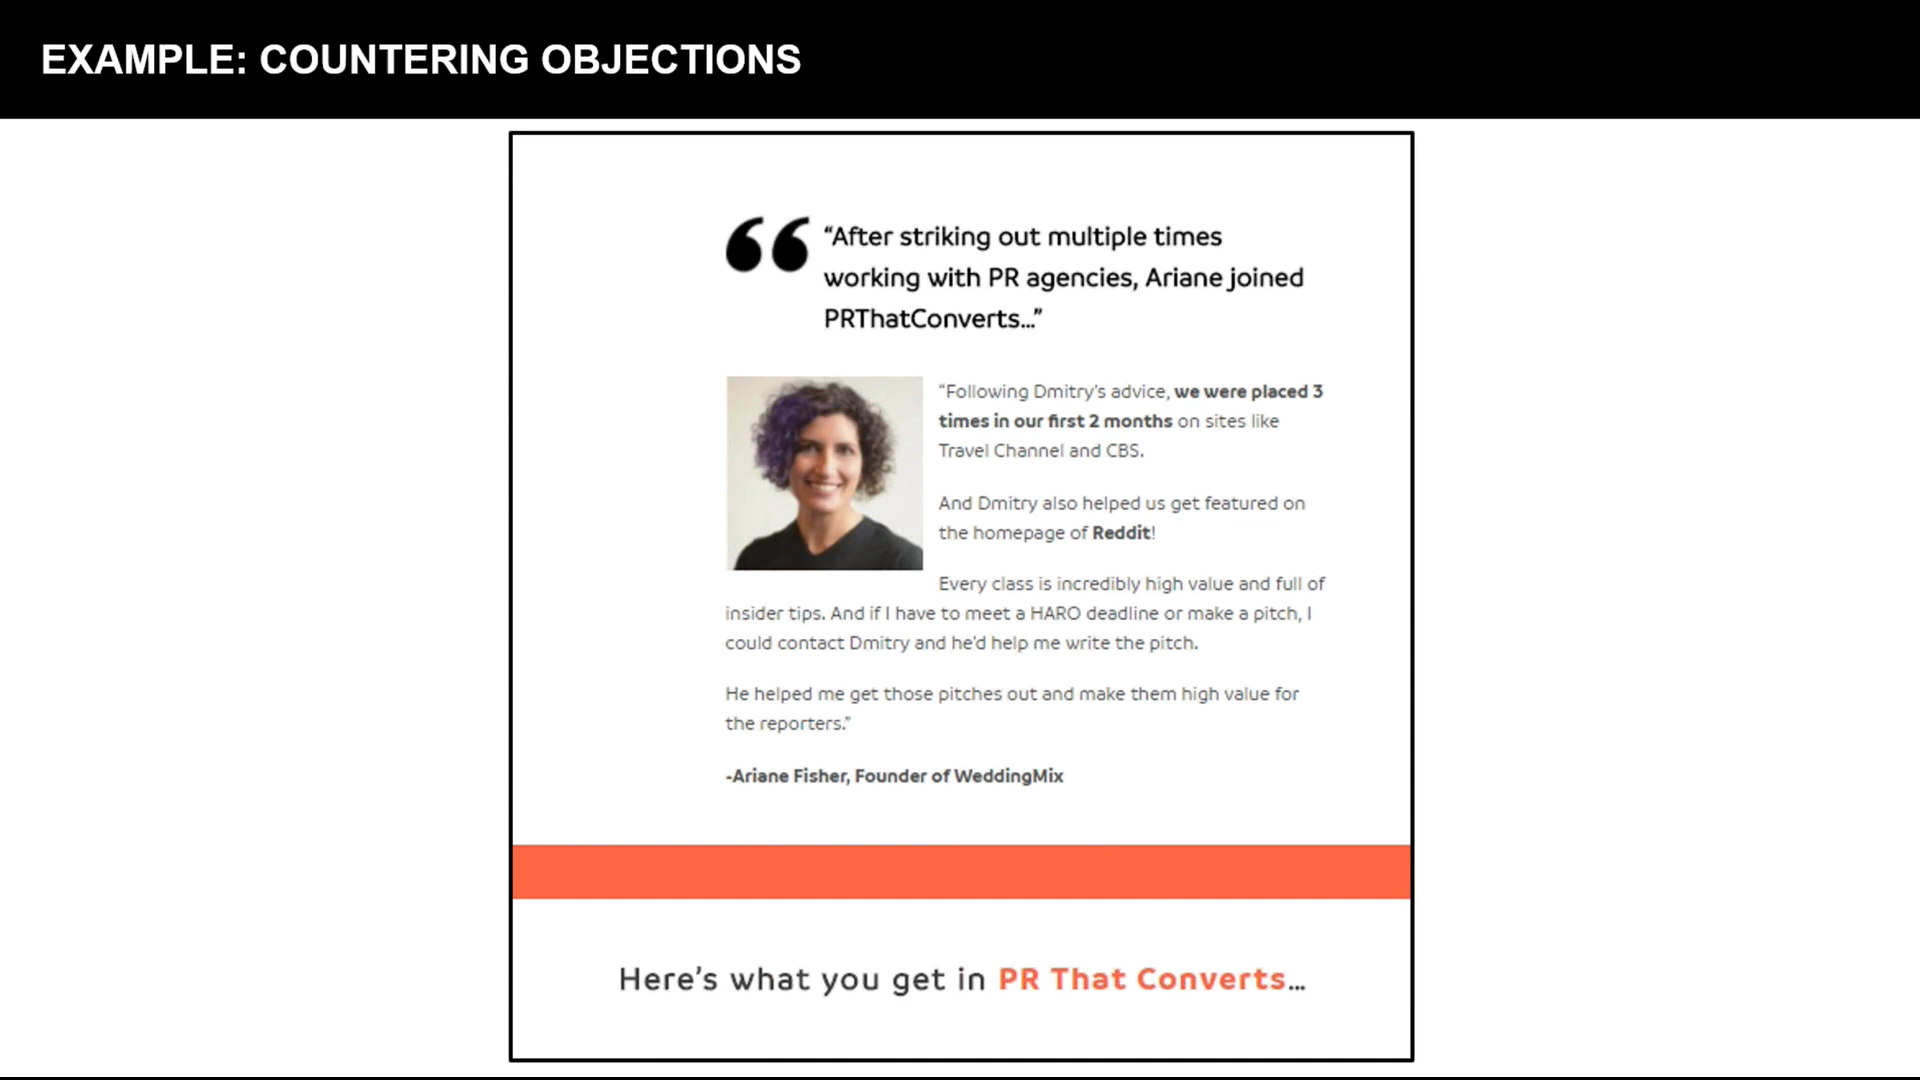 EXAMPLE: COUNTERING OBJECTIONS
“After striking out multiple times
working with PR agencies, Ariane joined
PRThatConverts...”
“Following Dmitry’s advice, we were placed 3
times in our first 2 months on sites like
Travel Channel and CBS.
And Dmitry also helped us get featured on
the homepage of Reddit!
Every class is incredibly high value and full of
insider tips. And if I have to meet a HARO deadline or make a pitch, I
could contact Dmitry and he’d help me write the pitch.
He helped me get those pitches out and make them high value for
the reporters.”
-Ariane Fisher, Founder of WeddingMix
Here’s what you get in PR That Converts...